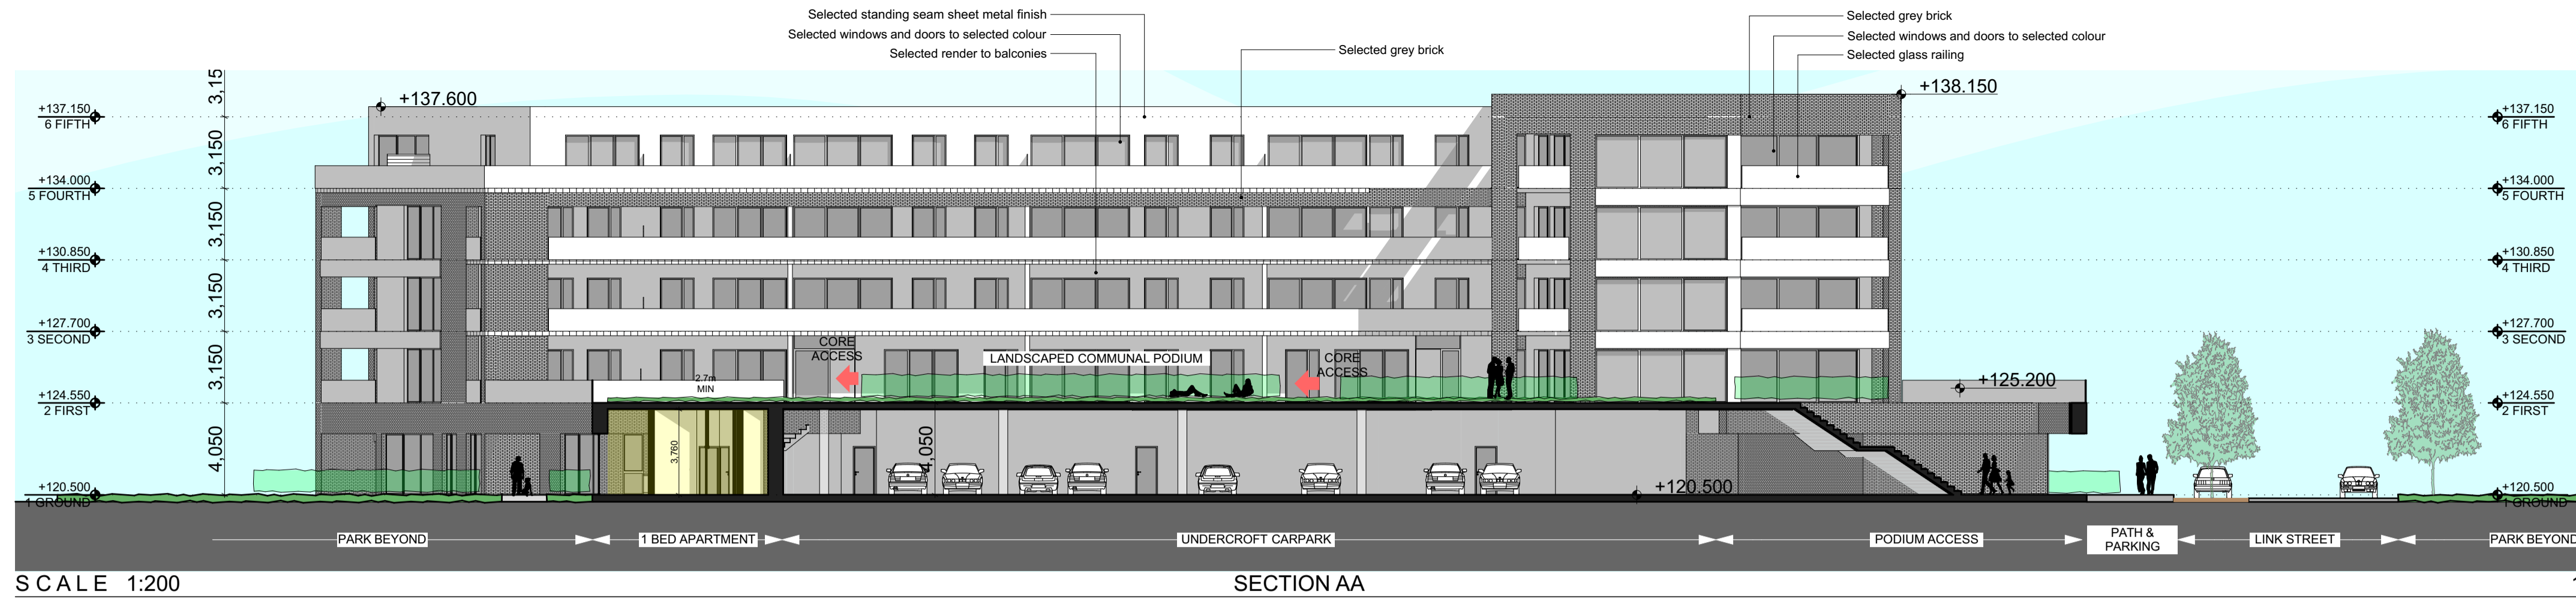 Selected standing seam sheet metal finish
Selected windows and doors to selected colour
Selected render to balconies
Selected grey brick
Selected grey brick
Selected windows and doors to selected colour
Selected glass railing
+137.600
+138.150
+137.150
6 FIFTH
+134.000
5 FOURTH
+130.850
4 THIRD
+127.700
3 SECOND
+124.550
2 FIRST
+120.500
1 GROUND
3,15
3,150
3,150
3,150
3,150
4,050
CORE
ACCESS
LANDSCAPED COMMUNAL PODIUM
CORE
ACCESS
2.7m
MIN
3,760
4,050
+125.200
+120.500
+137.150
6 FIFTH
+134.000
5 FOURTH
+130.850
4 THIRD
+127.700
3 SECOND
+124.550
2 FIRST
+120.500
1 GROUND
PARK BEYOND
1 BED APARTMENT
UNDERCROFT CARPARK
PODIUM ACCESS
PATH &
PARKING
LINK STREET
PARK BEYOND
SCALE 1:200
SECTION AA